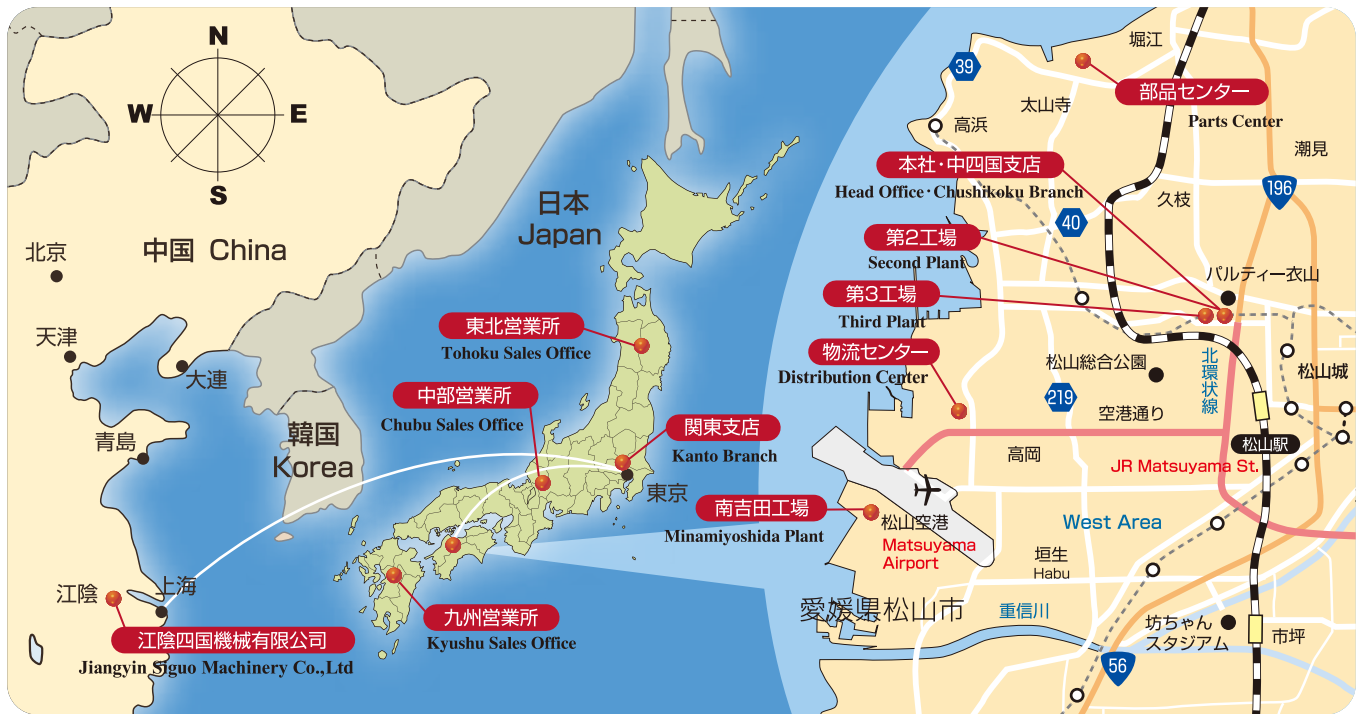 N
W
E
S
北京
中国 China
天津
大連
青島
韓国
Korea
日本
Japan
東北営業所
Tohoku Sales Office
中部営業所
Chubu Sales Office
関東支店
Kanto Branch
東京
江陰
上海
江陰四国機械有限公司
Jiangyin Siguo Machinery Co.,Ltd
九州営業所
Kyushu Sales Office
堀江
39
部品センター
Parts Center
太山寺
高浜
潮見
本社・中四国支店
Head Office・Chushikoku Branch
196
久枝
40
第2工場
Second Plant
パルティー衣山
第3工場
Third Plant
物流センター
Distribution Center
松山総合公園
北環状線
松山城
219
空港通り
松山駅
JR Matsuyama St.
高岡
南吉田工場
Minamiyoshida Plant
松山空港
Matsuyama
Airport
West Area
垣生
Habu
愛媛県松山市
重信川
坊ちゃん
スタジアム
市坪
56